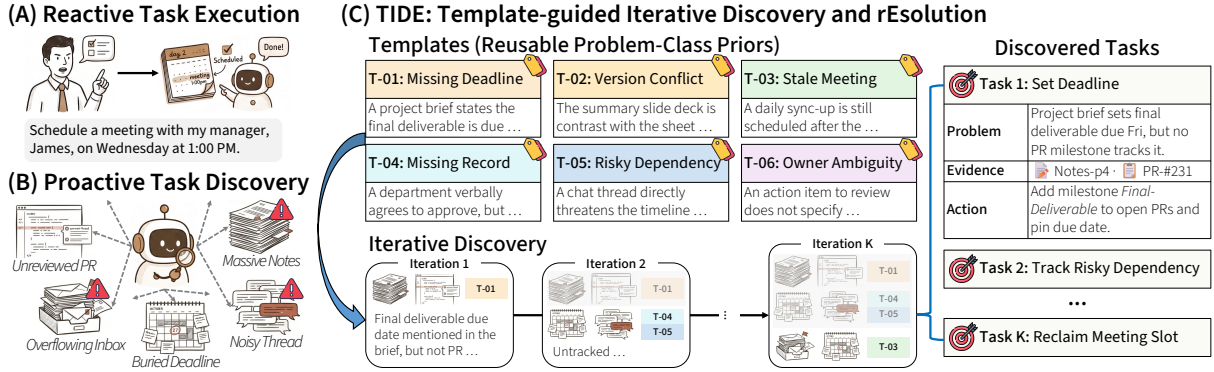 (A) Reactive Task Execution
day 2
Scheduled
meeting
1:00pm
Done!
Schedule a meeting with my manager,
James, on Wednesday at 1:00 PM.
(B) Proactive Task Discovery
Unreviewed PR
Massive Notes
Overflowing Inbox
Buried Deadline
Noisy Thread
(C) TIDE: Template-guided Iterative Discovery and rEsolution
Templates (Reusable Problem-Class Priors)
T-01: Missing Deadline
A project brief states the
final deliverable is due ...
T-02: Version Conflict
The summary slide deck is
contrast with the sheet ...
T-03: Stale Meeting
A daily sync-up is still
scheduled after the ...
T-04: Missing Record
A department verbally
agrees to approve, but ...
T-05: Risky Dependency
A chat thread directly
threatens the timeline ...
T-06: Owner Ambiguity
An action item to review
does not specify ...
Iterative Discovery
Iteration 1
T-01
Final deliverable due
date mentioned in the
brief, but not PR ...
Iteration 2
T-01
T-04
T-05
Untracked ...
...
Iteration K
T-01
T-04
T-05
T-03
Discovered Tasks
Task 1: Set Deadline
Problem
Project brief sets final
deliverable due Fri, but no
PR milestone tracks it.
Evidence
Notes-p4 · PR-#231
Action
Add milestone Final-
Deliverable to open PRs and
pin due date.
Task 2: Track Risky Dependency
...
Task K: Reclaim Meeting Slot